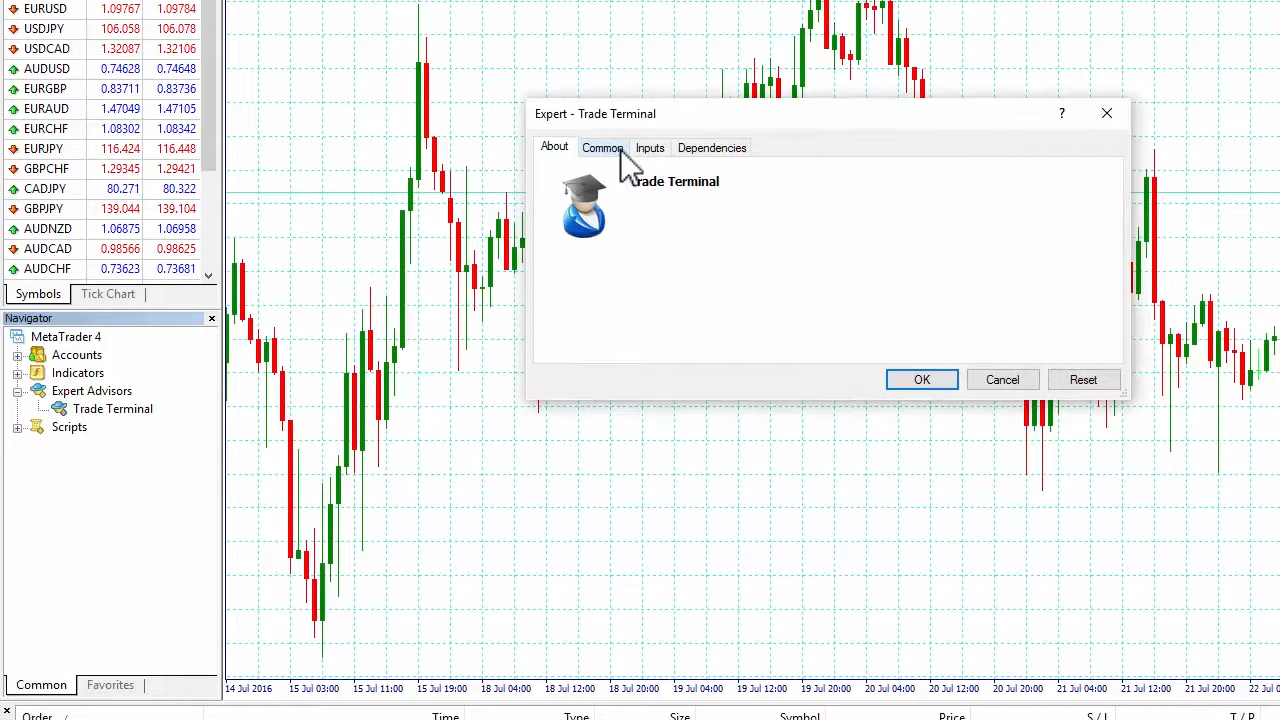 EURUSD 1.09767 1.09784
USDJPY 106.058 106.078
USDCAD 1.32087 1.32106
AUDUSD 0.74628 0.74648
EURGBP 0.83711 0.83736
EURAUD 1.47049 1.47105
EURCHF 1.08302 1.08342
EURJPY 116.424 116.448
GBPCHF 1.29345 1.29421
CADJPY 80.271 80.322
GBPJPY 139.044 139.104
AUDNZD 1.06875 1.06958
AUDCAD 0.98566 0.98625
AUDCHF 0.73623 0.73681
Symbols Tick Chart
Navigator
MetaTrader 4
Accounts
Indicators
Expert Advisors
Trade Terminal
Scripts
Common Favorites
Expert - Trade Terminal ?
About Common Inputs Dependencies
Trade Terminal
OK Cancel Reset
14 Jul 2016 15 Jul 03:00 15 Jul 11:00 15 Jul 19:00 18 Jul 04:00 18 Jul 12:00 18 Jul 20:00 19 Jul 04:00 19 Jul 12:00 19 Jul 20:00 20 Jul 04:00 20 Jul 12:00 20 Jul 20:00 21 Jul 04:00 21 Jul 12:00 21 Jul 20:00 22 Jul 0
Order Time Type Size Symbol Price S / L T / P